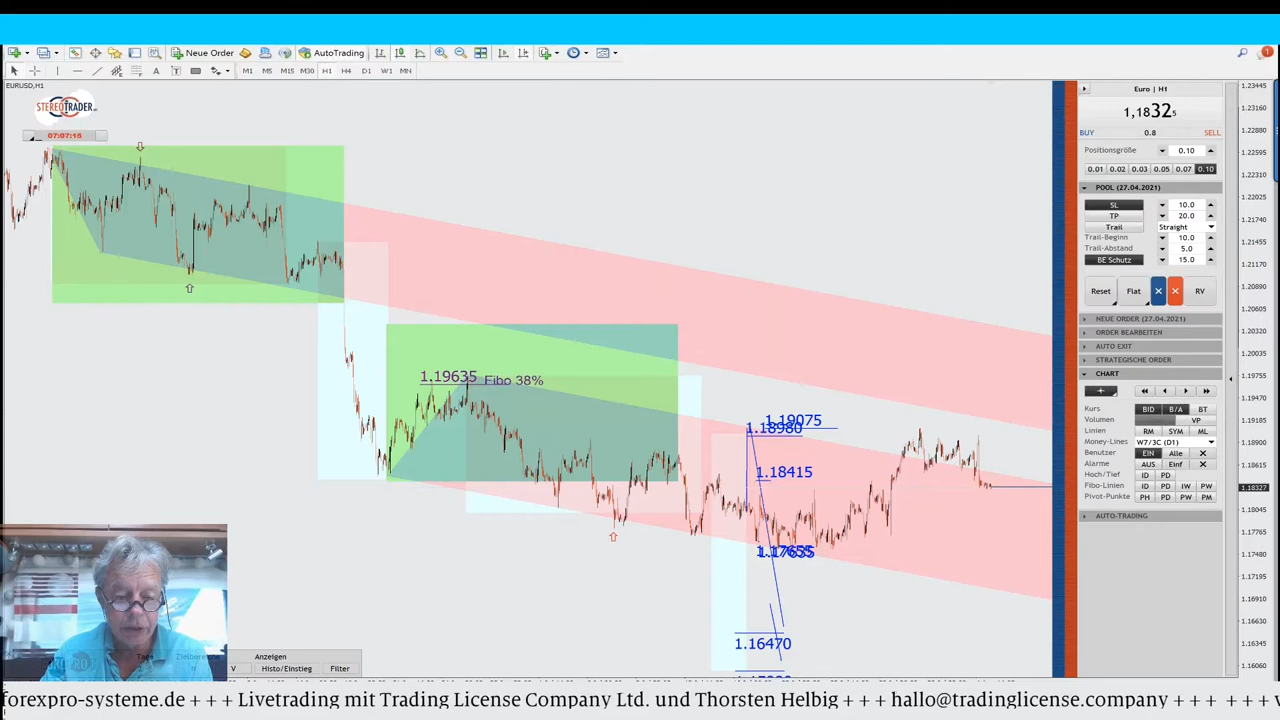 Neue Order
AutoTrading
1
M1 M5 M15 M30 H1 H4 D1 W1 MN
EURUSD,H1
STEREOTRADER
07:07:16
1.19635
Fibo 38%
1.19075
1.18980
1.18415
1.17635
1.16470
Tage
Anzeigen
V
Histo/Einstieg
Filter
Euro | H1
1,18325
BUY 0.8 SELL
Positionsgröße 0.10
0.01 0.02 0.03 0.05 0.07 0.10
POOL (27.04.2021)
SL 10.0
TP 20.0
Trail Straight
Trail-Beginn 10.0
Trail-Abstand 5.0
BE Schutz 15.0
Reset Flat RV
NEUE ORDER (27.04.2021)
ORDER BEARBEITEN
AUTO EXIT
STRATEGISCHE ORDER
CHART
Kurs BID B/A BT
Volumen VP
Linien RM SYM ML
Money-Lines W7/3C (D1)
Benutzer EIN Alle
Alarme AUS Einf
Hoch/Tief ID PD
Fibo-Linien ID PD IW PW
Pivot-Punkte PH PD PW PM
AUTO-TRADING
1.23445
1.23160
1.22880
1.22595
1.22310
1.22025
1.21740
1.21455
1.21170
1.20890
1.20605
1.20320
1.20035
1.19755
1.19470
1.19180
1.18900
1.18615
1.18327
1.18045
1.17760
1.17480
1.17195
1.16910
1.16630
1.16345
1.16060
forexpro-systeme.de + + + Livetrading mit Trading License Company Ltd. und Thorsten Helbig + + + hallo@tradinglicense.company + + + + + +